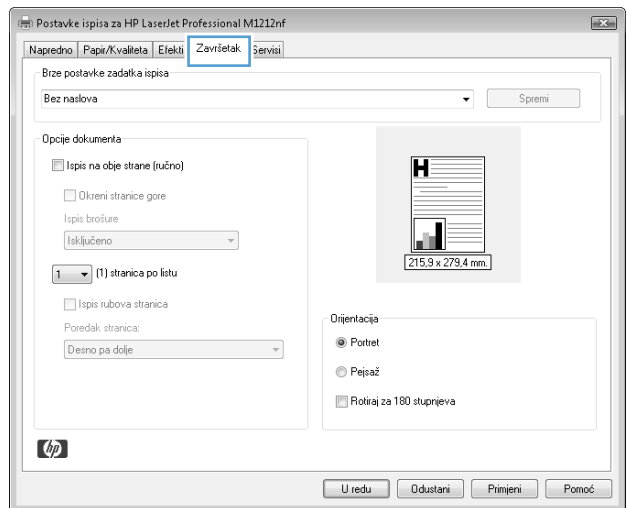 Postavke ispisa za HP LaserJet Professional M1212nf
Napredno Papir/Kvaliteta Efekti Završetak Servisi
Brze postavke zadatka ispisa
Bez naslova Spremi
Opcije dokumenta
Ispis na obje strane (ručno)
Okreni stranice gore
Ispis brošure
Isključeno
1 (1) stranica po listu
Ispis rubova stranica
Poredak stranica:
Desno pa dolje
H
215,9 x 279,4 mm.
Orijentacija
Portret
Pejsaž
Rotiraj za 180 stupnjeva
hp
U redu Odustani Primjeni Pomoć